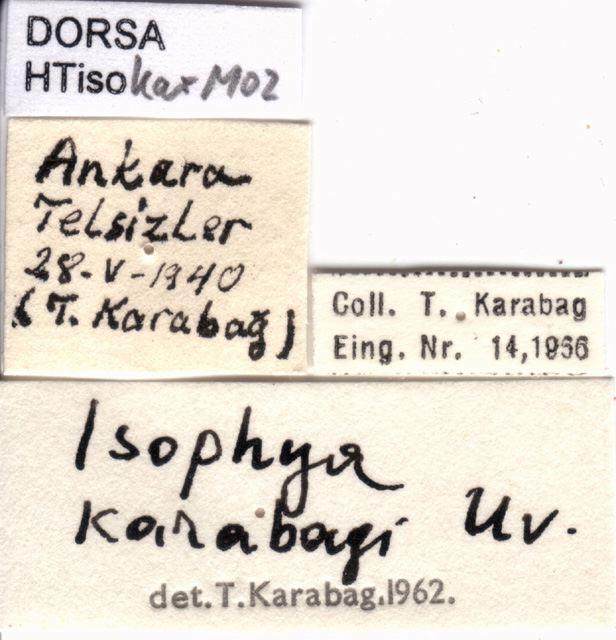 DORSA
HTisokarM02
Ankara
Telsizler
28-V-1940
(T. Karabağ)
Coll. T. Karabag
Eing. Nr. 14,1966
Isophya
karabagi Uv.
det. T. Karabag.1962.